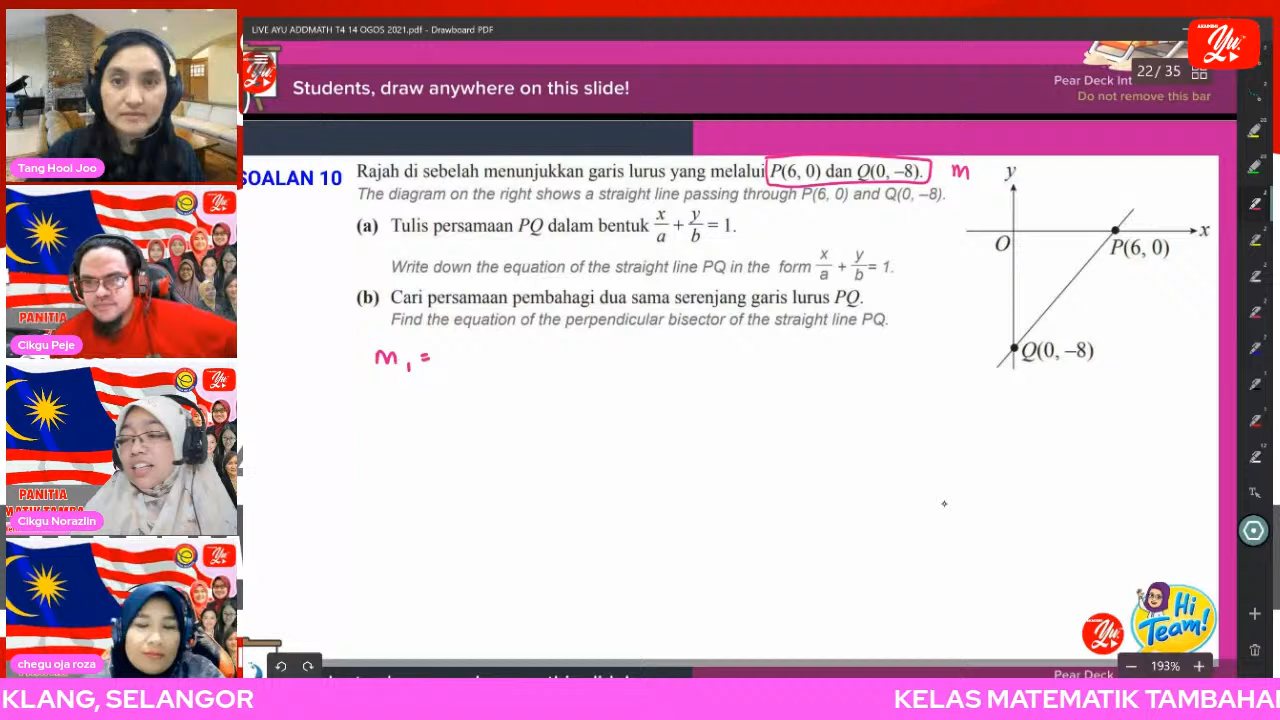 LIVE AYU ADDMATH T4 14 OGOS 2021.pdf - Drawboard PDF
Students, draw anywhere on this slide!
Pear Deck Int
Do not remove this bar
22 / 35
Yu
SOALAN 10
Rajah di sebelah menunjukkan garis lurus yang melalui P(6, 0) dan Q(0, –8).
The diagram on the right shows a straight line passing through P(6, 0) and Q(0, –8).
(a) Tulis persamaan PQ dalam bentuk x/a + y/b = 1.
Write down the equation of the straight line PQ in the form x/a + y/b = 1.
(b) Cari persamaan pembahagi dua sama serenjang garis lurus PQ.
Find the equation of the perpendicular bisector of the straight line PQ.
m₁ =
m
y
O
x
P(6, 0)
Q(0, –8)
Tang Hooi Joo
PANITIA
Cikgu Peje
PANITIA
Cikgu Norazlin
chegu oja roza
Hi
Team!
193%
Pear Deck
KLANG, SELANGOR
KELAS MATEMATIK TAMBAHAN